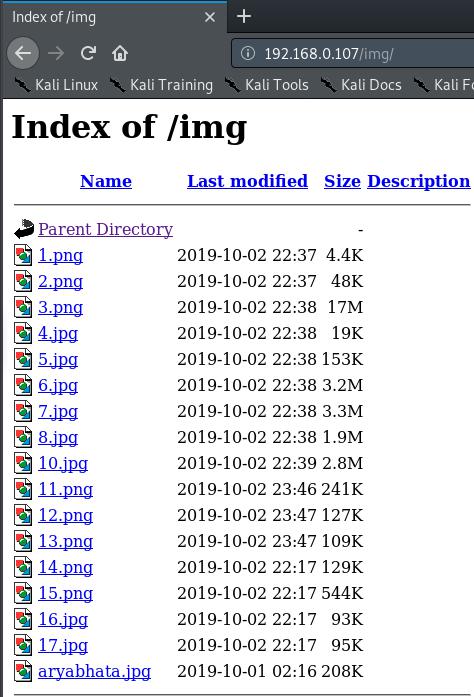 Index of /img
192.168.0.107/img/
Kali Linux Kali Training Kali Tools Kali Docs Kali Fo
Index of /img
Name Last modified Size Description
Parent Directory -
1.png 2019-10-02 22:37 4.4K
2.png 2019-10-02 22:37 48K
3.png 2019-10-02 22:38 17M
4.jpg 2019-10-02 22:38 19K
5.jpg 2019-10-02 22:38 153K
6.jpg 2019-10-02 22:38 3.2M
7.jpg 2019-10-02 22:38 3.3M
8.jpg 2019-10-02 22:38 1.9M
10.jpg 2019-10-02 22:39 2.8M
11.png 2019-10-02 23:46 241K
12.png 2019-10-02 23:47 127K
13.png 2019-10-02 23:47 109K
14.png 2019-10-02 22:17 129K
15.png 2019-10-02 22:17 544K
16.jpg 2019-10-02 22:17 93K
17.jpg 2019-10-02 22:17 95K
aryabhata.jpg 2019-10-01 02:16 208K